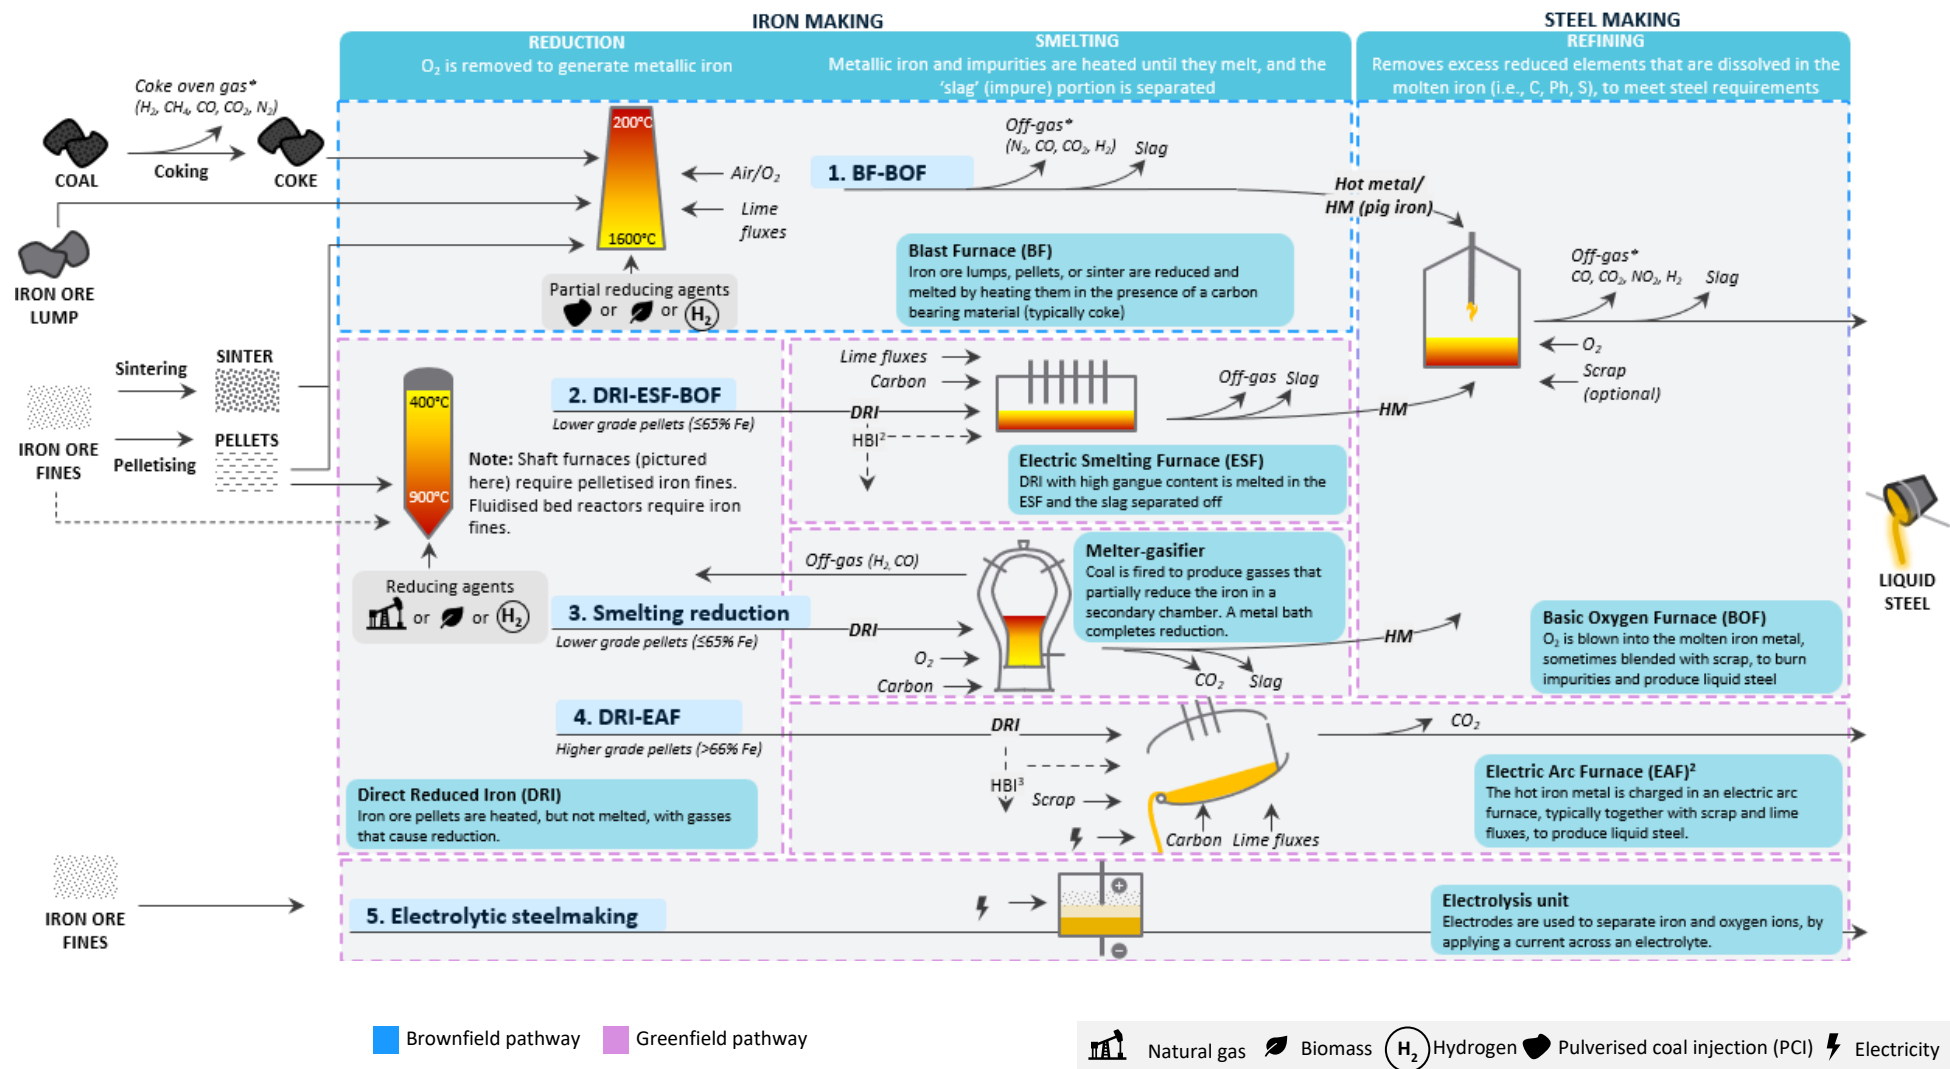 IRON MAKING
STEEL MAKING
REDUCTION
O₂ is removed to generate metallic iron
SMELTING
Metallic iron and impurities are heated until they melt, and the
‘slag’ (impure) portion is separated
REFINING
Removes excess reduced elements that are dissolved in the
molten iron (i.e., C, Ph, S), to meet steel requirements
Coke oven gas*
(H₂, CH₄, CO, CO₂, N₂)
COAL
Coking
COKE
IRON ORE
LUMP
200°C
1600°C
Air/O₂
Lime
fluxes
Partial reducing agents
or
or
H₂
1. BF-BOF
Off-gas*
(N₂, CO, CO₂, H₂)
Slag
Hot metal/
HM (pig iron)
Blast Furnace (BF)
Iron ore lumps, pellets, or sinter are reduced and
melted by heating them in the presence of a carbon
bearing material (typically coke)
Off-gas*
CO, CO₂, NO₂, H₂
Slag
O₂
Scrap
(optional)
Sintering
SINTER
IRON ORE
FINES
Pelletising
PELLETS
400°C
900°C
2. DRI-ESF-BOF
Lower grade pellets (≤65% Fe)
Note: Shaft furnaces (pictured
here) require pelletised iron fines.
Fluidised bed reactors require iron
fines.
Lime fluxes
Carbon
DRI
HBI²
Off-gas
Slag
HM
Electric Smelting Furnace (ESF)
DRI with high gangue content is melted in the
ESF and the slag separated off
Reducing agents
or
or
H₂
Off-gas (H₂, CO)
3. Smelting reduction
Lower grade pellets (≤65% Fe)
DRI
O₂
Carbon
Melter-gasifier
Coal is fired to produce gasses that
partially reduce the iron in a
secondary chamber. A metal bath
completes reduction.
HM
CO₂
Slag
Basic Oxygen Furnace (BOF)
O₂ is blown into the molten iron metal,
sometimes blended with scrap, to burn
impurities and produce liquid steel
LIQUID
STEEL
4. DRI-EAF
Higher grade pellets (>66% Fe)
DRI
HBI³
Scrap
Carbon
Lime fluxes
CO₂
Electric Arc Furnace (EAF)²
The hot iron metal is charged in an electric arc
furnace, typically together with scrap and lime
fluxes, to produce liquid steel.
Direct Reduced Iron (DRI)
Iron ore pellets are heated, but not melted, with gasses
that cause reduction.
IRON ORE
FINES
5. Electrolytic steelmaking
+
−
Electrolysis unit
Electrodes are used to separate iron and oxygen ions, by
applying a current across an electrolyte.
Brownfield pathway
Greenfield pathway
Natural gas
Biomass
H₂
Hydrogen
Pulverised coal injection (PCI)
Electricity